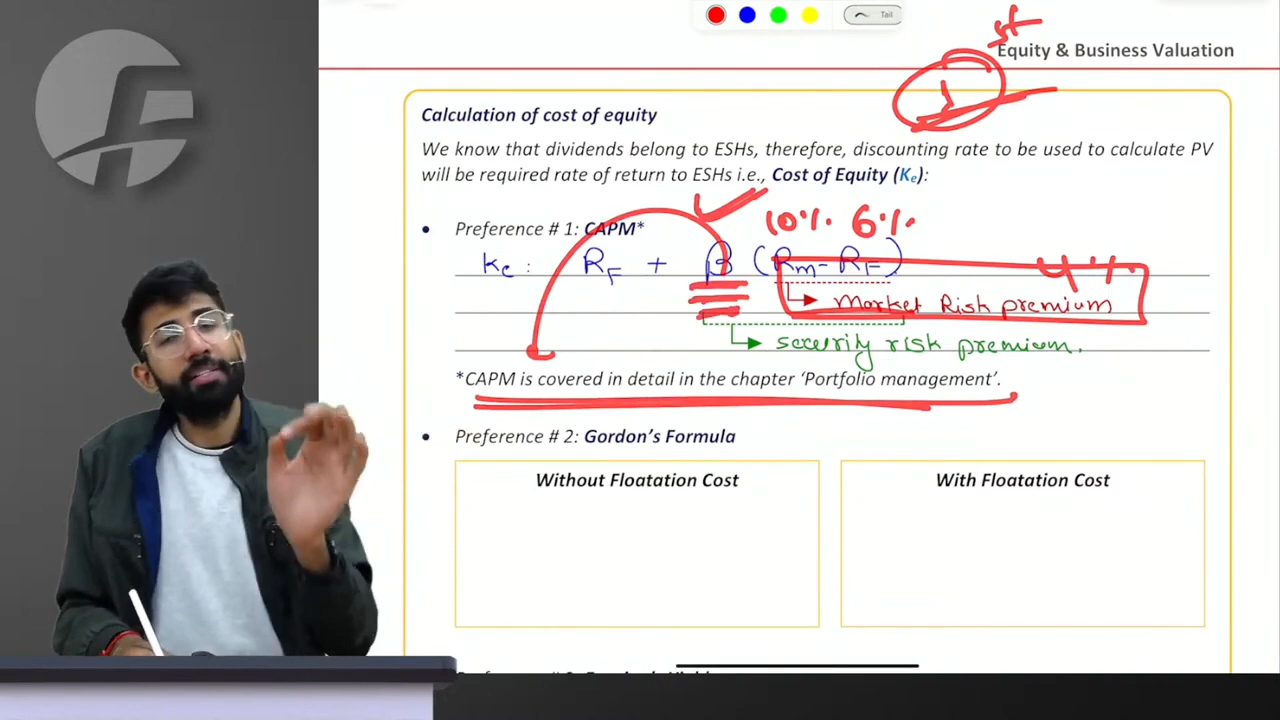 Tail
st
Equity & Business Valuation
1
Calculation of cost of equity
We know that dividends belong to ESHs, therefore, discounting rate to be used to calculate PV
will be required rate of return to ESHs i.e., Cost of Equity (Ke):
10% 6%
• Preference # 1: CAPM*
Ke : RF + β (Rm - RF)
4%
Market Risk premium
security risk premium.
*CAPM is covered in detail in the chapter ‘Portfolio management’.
• Preference # 2: Gordon’s Formula
Without Floatation Cost
With Floatation Cost